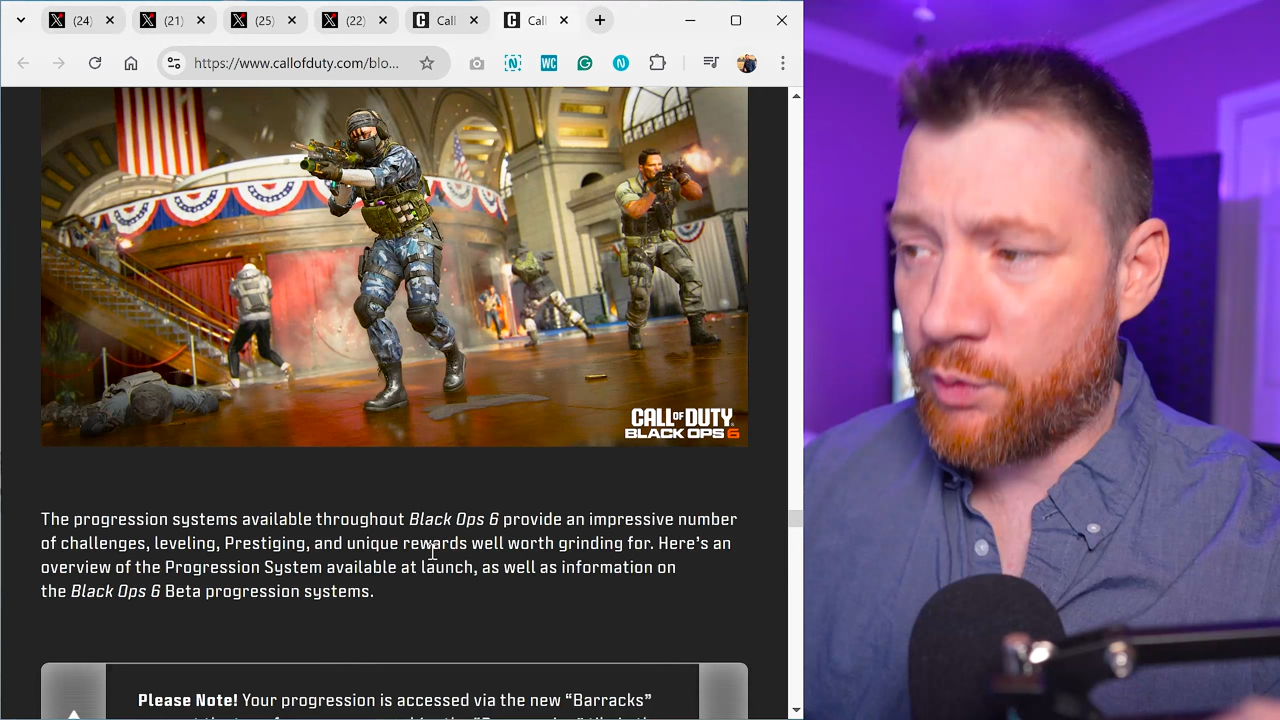 (24)
(21)
(25)
(22)
Call
Call
https://www.callofduty.com/blo...
WC
CALL OF DUTY
BLACK OPS 6
The progression systems available throughout Black Ops 6 provide an impressive number
of challenges, leveling, Prestiging, and unique rewards well worth grinding for. Here's an
overview of the Progression System available at launch, as well as information on
the Black Ops 6 Beta progression systems.
Please Note! Your progression is accessed via the new “Barracks”